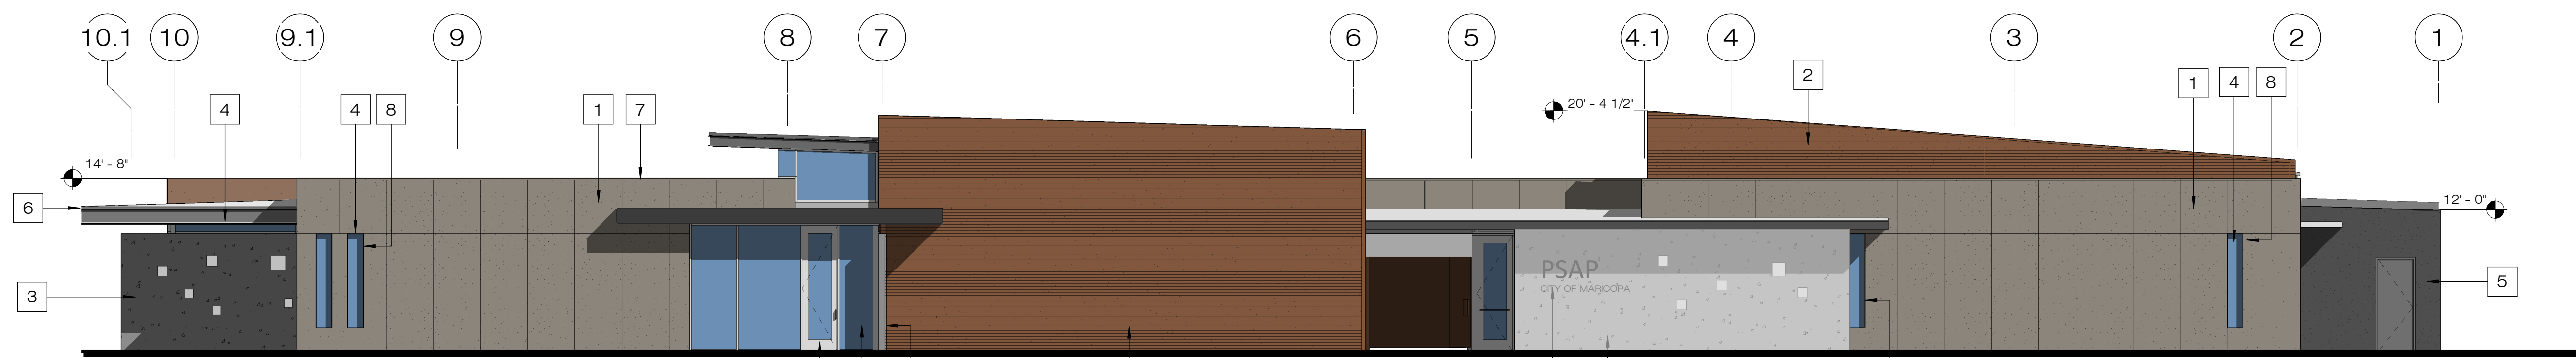 10.1 10 9.1 9 8 7 6 5 4.1 4 3 2 1
2
4 4 8 1 7 20' - 4 1/2" 1 4 8
14' - 8"
6 12' - 0"
PSAP
CITY OF MARICOPA
3 5